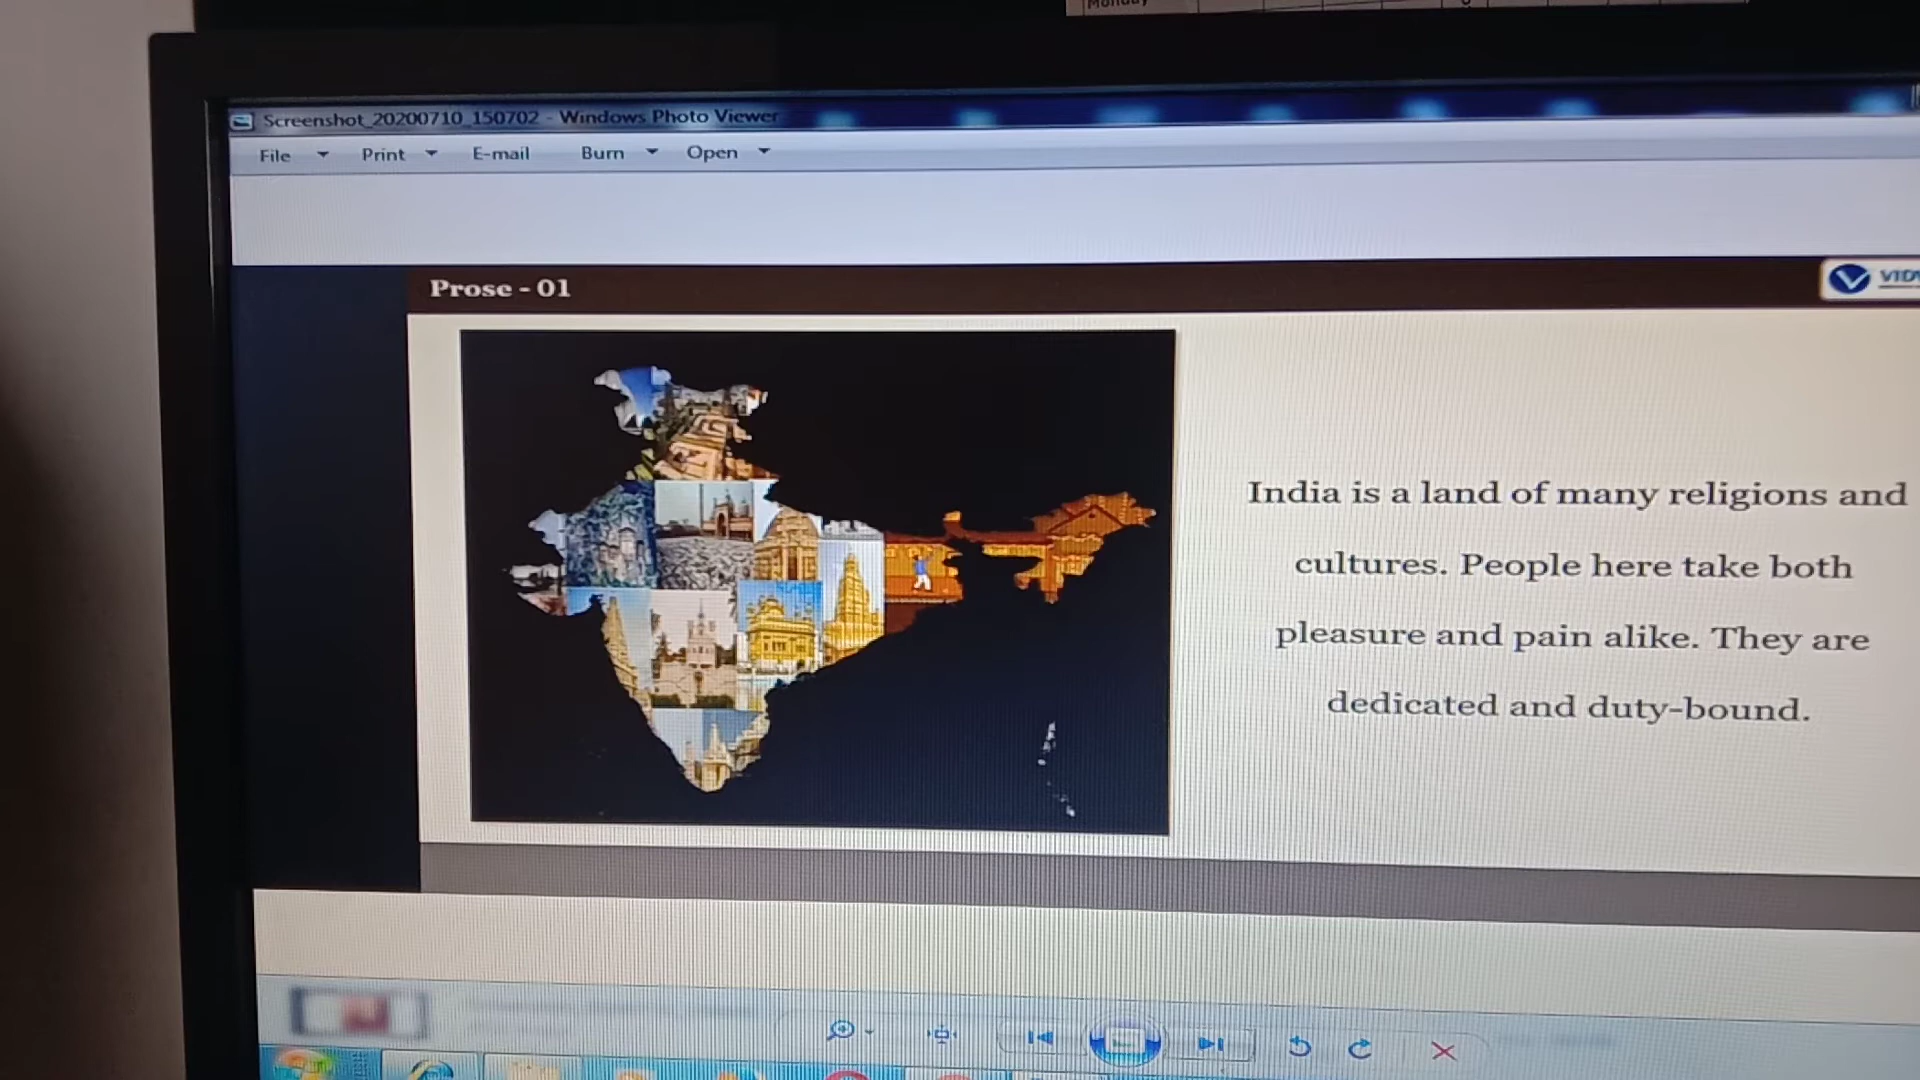 Monday
Screenshot_20200710_150702 - Windows Photo Viewer
File Print E-mail Burn Open
Prose - 01
India is a land of many religions and
cultures. People here take both
pleasure and pain alike. They are
dedicated and duty-bound.